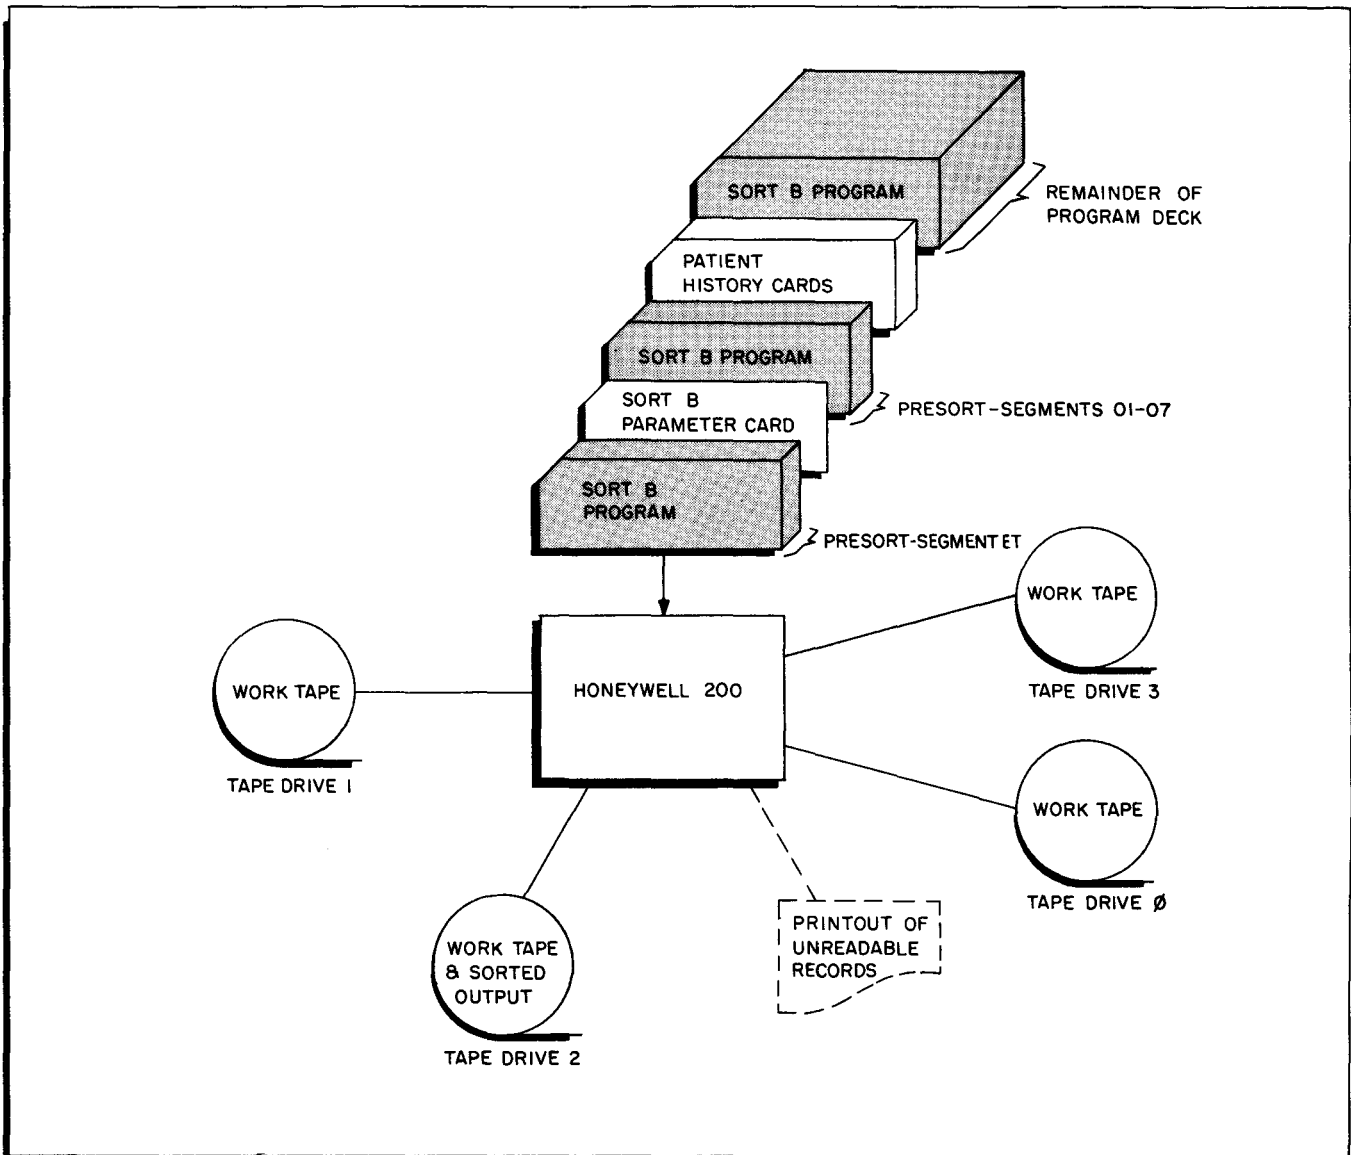 SORT B PROGRAM
REMAINDER OF
PROGRAM DECK
PATIENT
HISTORY CARDS
SORT B PROGRAM
PRESORT-SEGMENTS 01-07
SORT B
PARAMETER CARD
SORT B
PROGRAM
PRESORT-SEGMENT ET
WORK TAPE
TAPE DRIVE 3
HONEYWELL 200
WORK TAPE
TAPE DRIVE 1
WORK TAPE
TAPE DRIVE Ø
PRINTOUT OF
UNREADABLE
RECORDS
WORK TAPE
& SORTED
OUTPUT
TAPE DRIVE 2